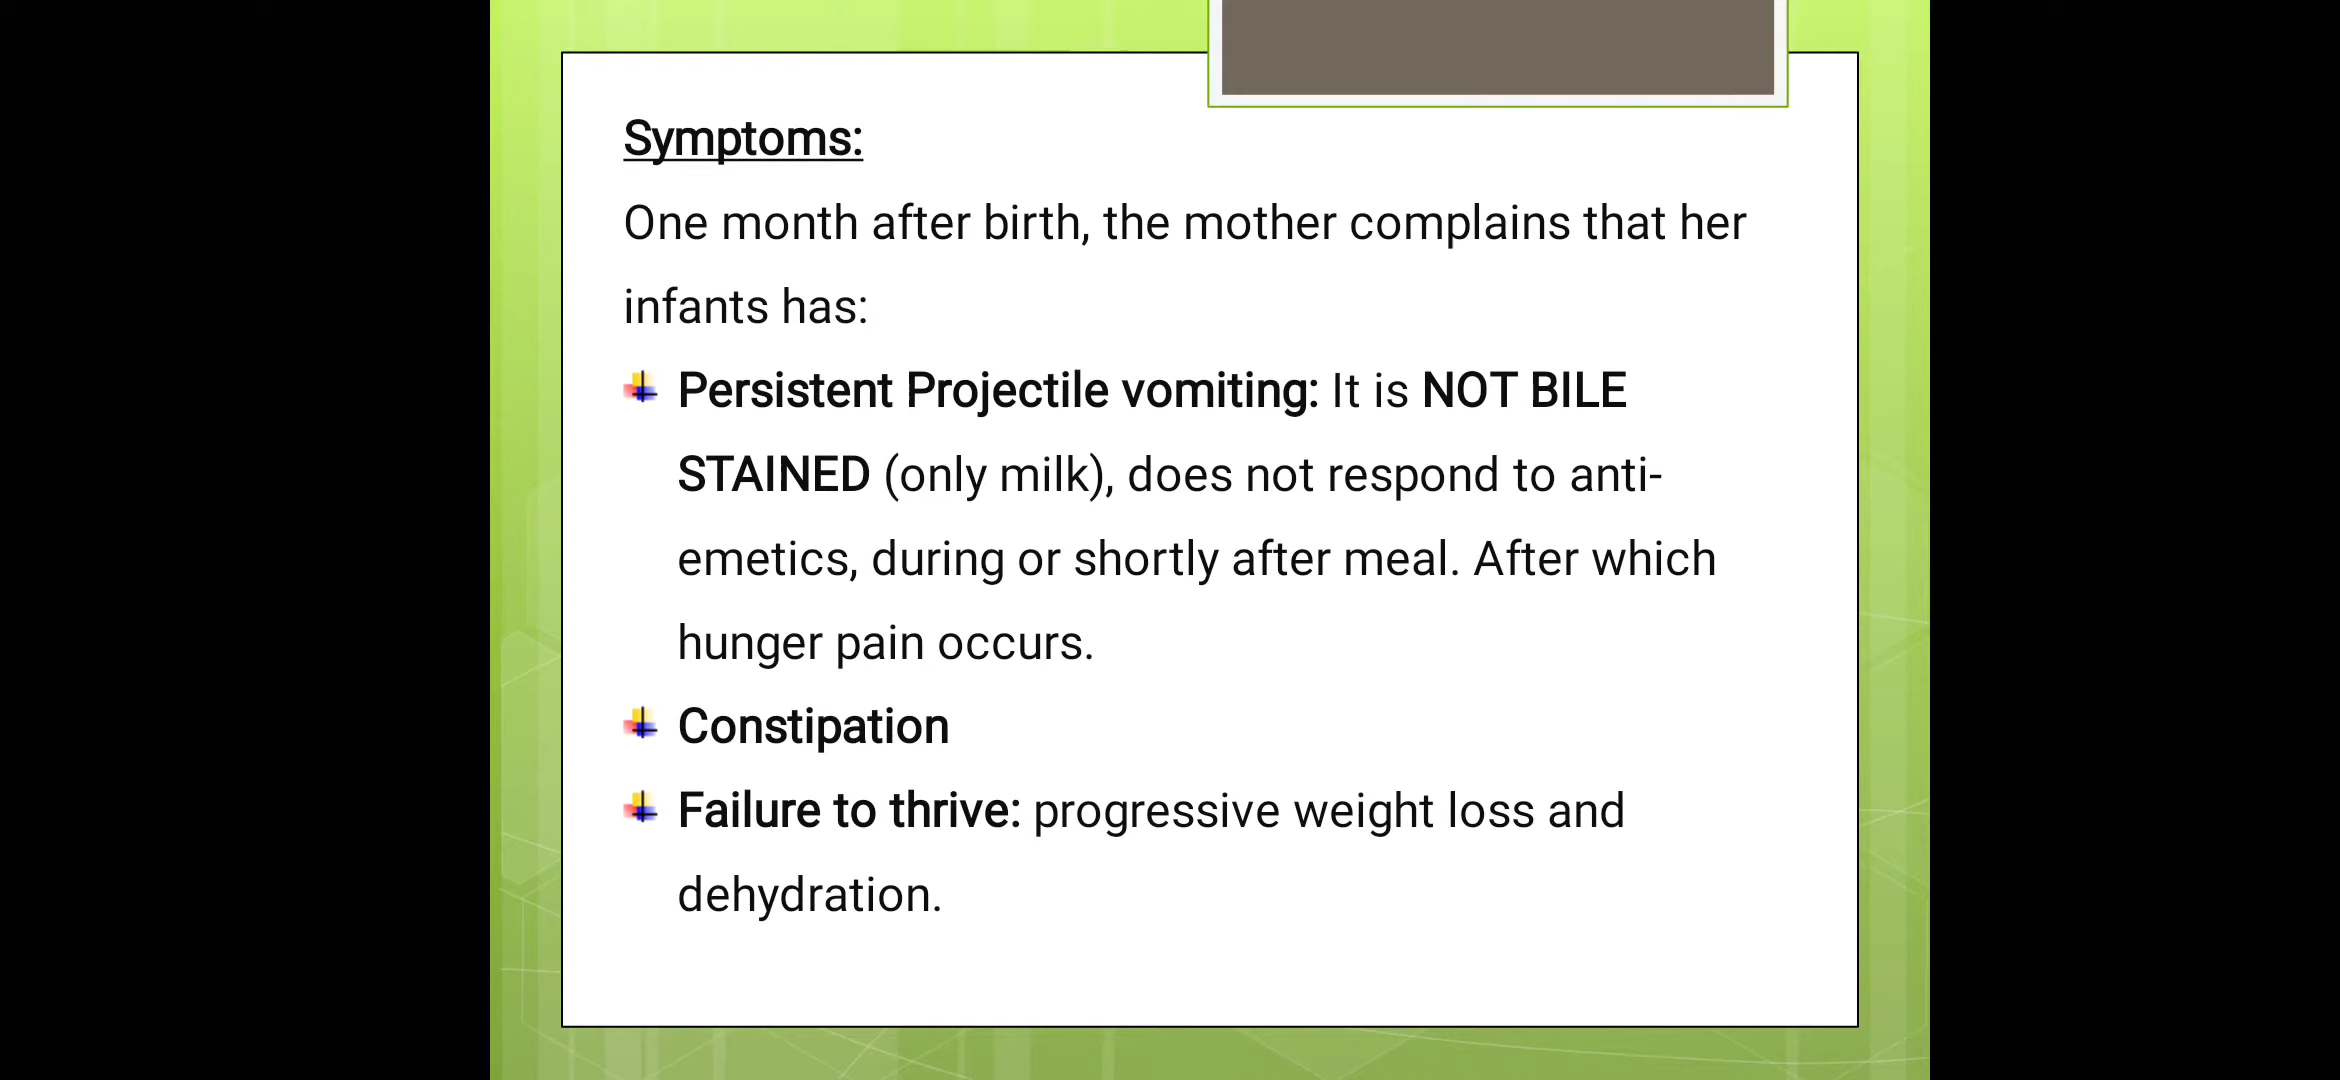 Symptoms:
One month after birth, the mother complains that her
infants has:
Persistent Projectile vomiting: It is NOT BILE
STAINED (only milk), does not respond to anti-
emetics, during or shortly after meal. After which
hunger pain occurs.
Constipation
Failure to thrive: progressive weight loss and
dehydration.